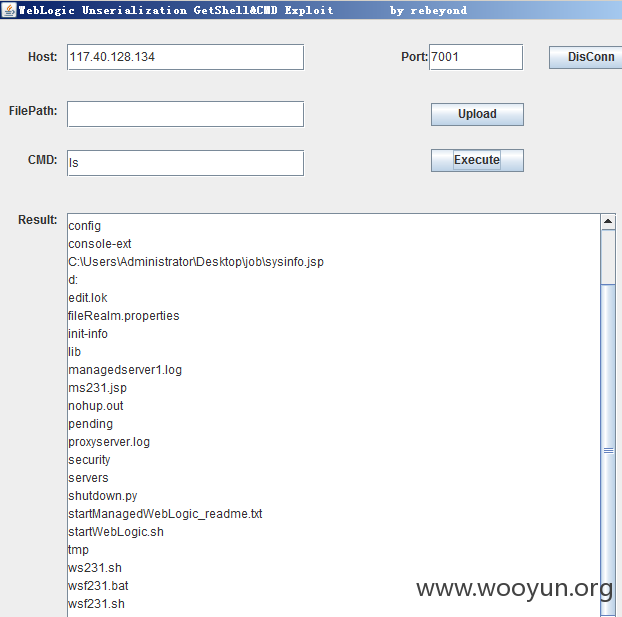 WebLogic Unserialization GetShell&CMD Exploit by rebeyond
Host: 117.40.128.134 Port: 7001 DisConn
FilePath: Upload
CMD: ls Execute
Result:
config
console-ext
C:\Users\Administrator\Desktop\job\sysinfo.jsp
d:
edit.lok
fileRealm.properties
init-info
lib
managedserver1.log
ms231.jsp
nohup.out
pending
proxyserver.log
security
servers
shutdown.py
startManagedWebLogic_readme.txt
startWebLogic.sh
tmp
ws231.sh
wsf231.bat
wsf231.sh
www.wooyun.org